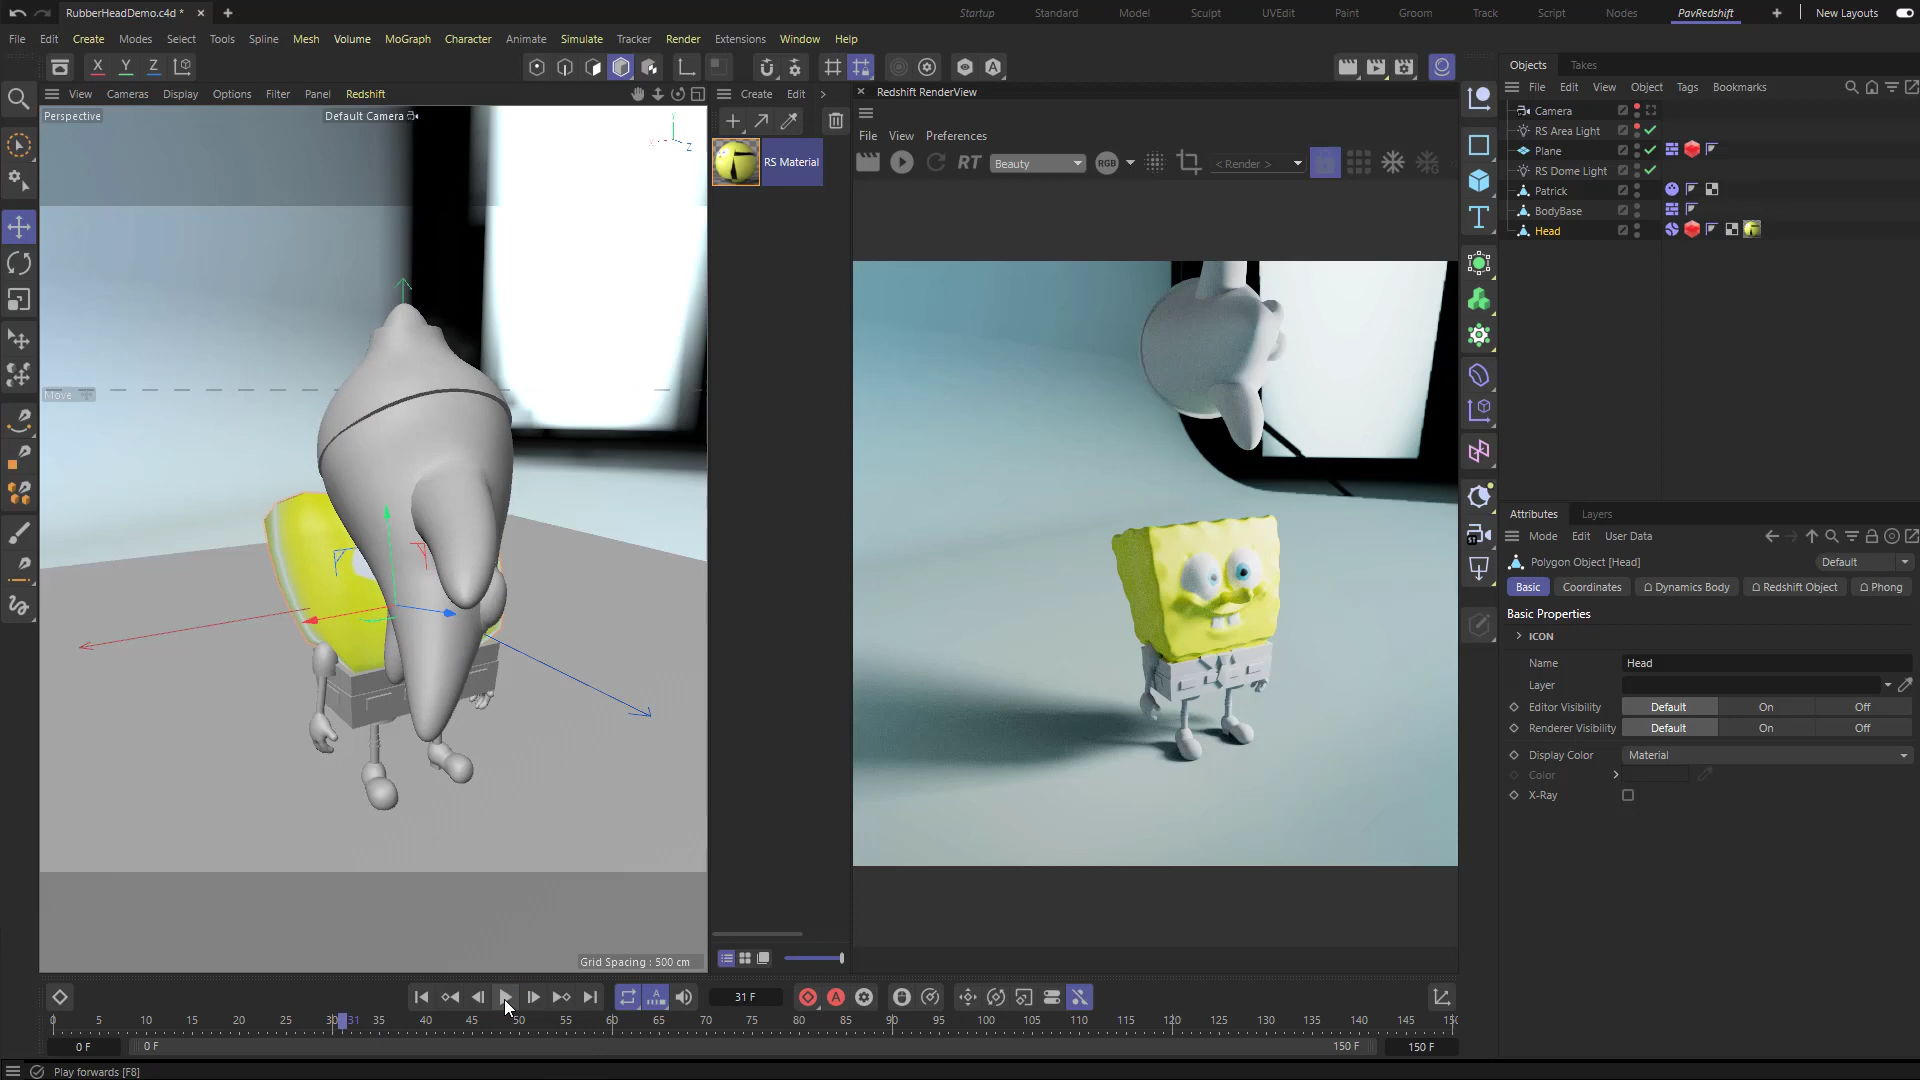 RubberHeadDemo.c4d *
Startup Standard Model Sculpt UVEdit Paint Groom Track Script Nodes PavRedshift New Layouts
File Edit Create Modes Select Tools Spline Mesh Volume MoGraph Character Animate Simulate Tracker Render Extensions Window Help
X Y Z
View Cameras Display Options Filter Panel Redshift
Perspective
Default Camera
Y
X
Z
Move
Grid Spacing : 500 cm
Create Edit
RS Material
Redshift RenderView
File View Preferences
RT Beauty RGB < Render >
Objects Takes
File Edit View Object Tags Bookmarks
Camera
RS Area Light
Plane
RS Dome Light
Patrick
BodyBase
Head
Attributes Layers
Mode Edit User Data
Polygon Object [Head] Default
Basic Coordinates Dynamics Body Redshift Object Phong
Basic Properties
ICON
Name Head
Layer
Editor Visibility Default On Off
Renderer Visibility Default On Off
Display Color Material
Color
X-Ray
31 F
0 5 10 15 20 25 30 31 35 40 45 50 55 60 65 70 75 80 85 90 95 100 105 110 115 120 125 130 135 140 145
0 F 0 F 150 F 150 F
Play forwards [F8]